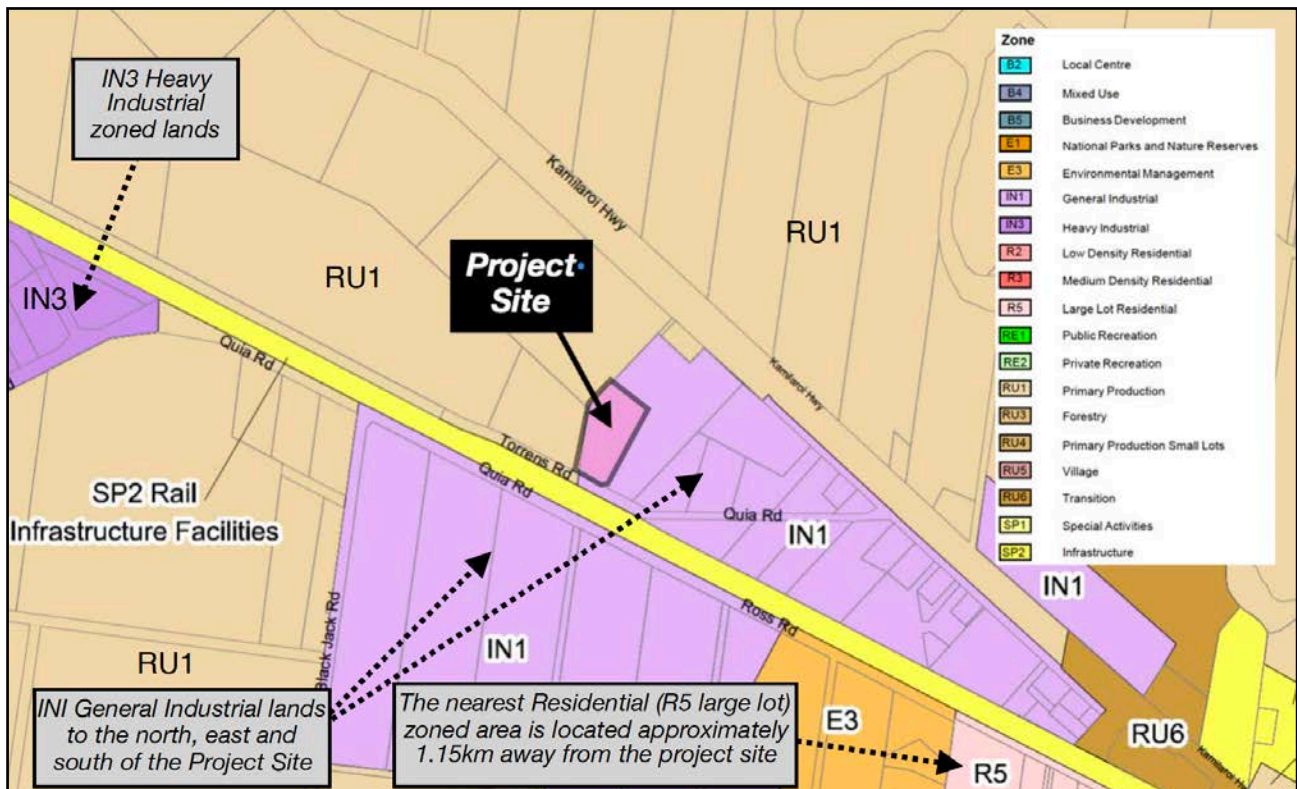 IN3 Heavy
Industrial
zoned lands
Kamilaroi Hwy
RU1
RU1
Project
Site
IN3
Quia Rd
Kamilaroi Hwy
Torrens Rd
Quia Rd
SP2 Rail
Infrastructure Facilities
Quia Rd
IN1
IN1
Black Jack Rd
Ross Rd
IN1
RU1
INI General Industrial lands
to the north, east and
south of the Project Site
The nearest Residential (R5 large lot)
zoned area is located approximately
1.15km away from the project site
E3
R5
RU6
Kamilaroi Hw
Zone
B2 Local Centre
B4 Mixed Use
B5 Business Development
E1 National Parks and Nature Reserves
E3 Environmental Management
IN1 General Industrial
IN3 Heavy Industrial
R2 Low Density Residential
R3 Medium Density Residential
R5 Large Lot Residential
RE1 Public Recreation
RE2 Private Recreation
RU1 Primary Production
RU3 Forestry
RU4 Primary Production Small Lots
RU5 Village
RU6 Transition
SP1 Special Activities
SP2 Infrastructure